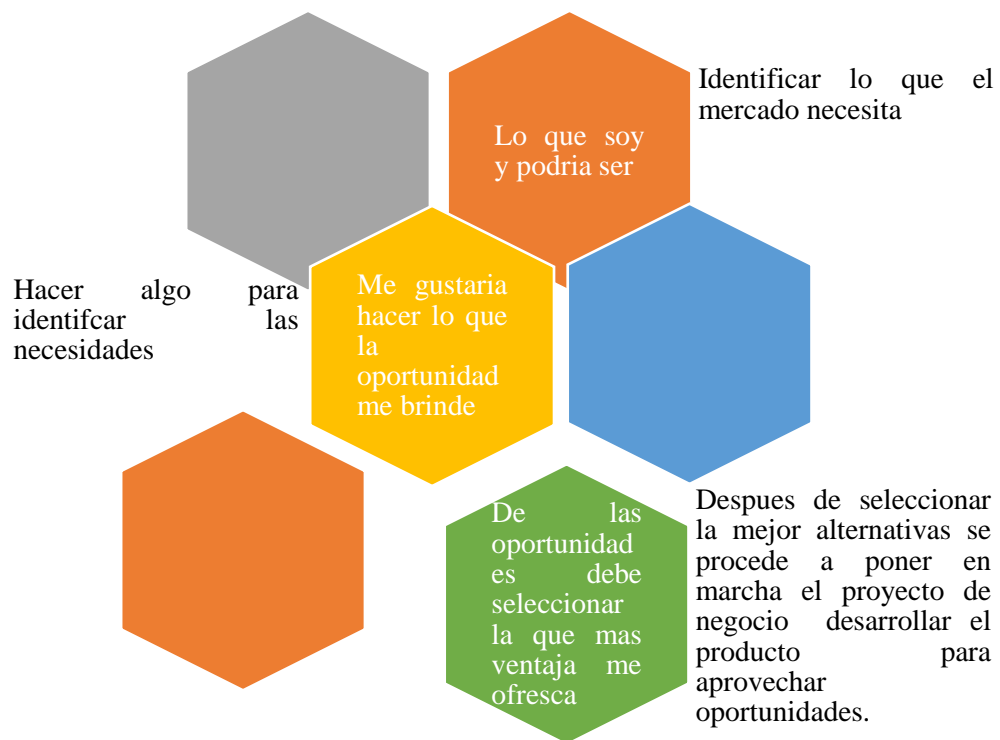 Lo que soy
y podria ser
Identificar lo que el
mercado necesita
Hacer algo para
identifcar las
necesidades
Me gustaria
hacer lo que
la
oportunidad
me brinde
De las
oportunidad
es debe
seleccionar
la que mas
ventaja me
ofresca
Despues de seleccionar
la mejor alternativas se
procede a poner en
marcha el proyecto de
negocio desarrollar el
producto para
aprovechar
oportunidades.